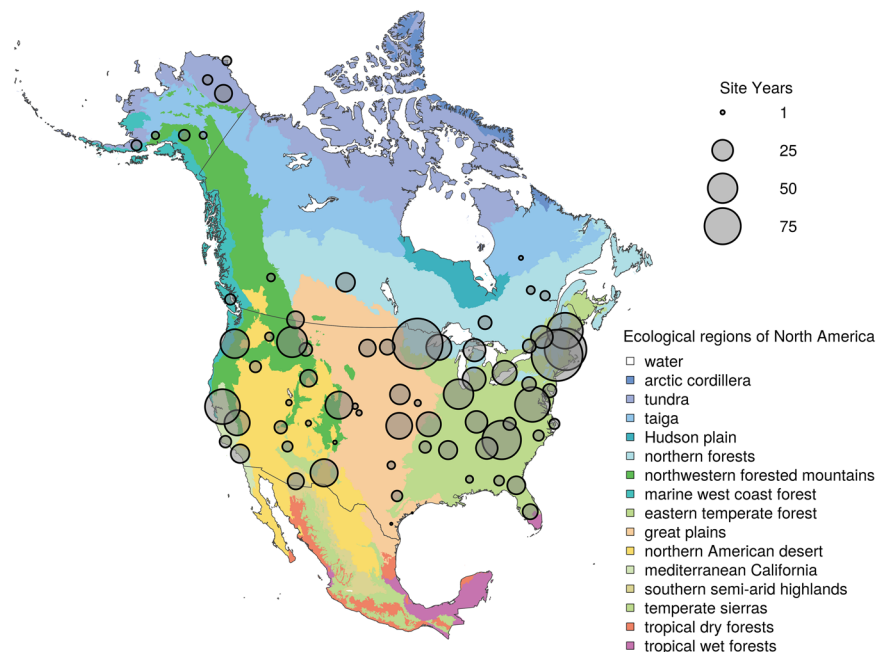 Site Years
1
25
50
75
Ecological regions of North America
water
arctic cordillera
tundra
taiga
Hudson plain
northern forests
northwestern forested mountains
marine west coast forest
eastern temperate forest
great plains
northern American desert
mediterranean California
southern semi-arid highlands
temperate sierras
tropical dry forests
tropical wet forests